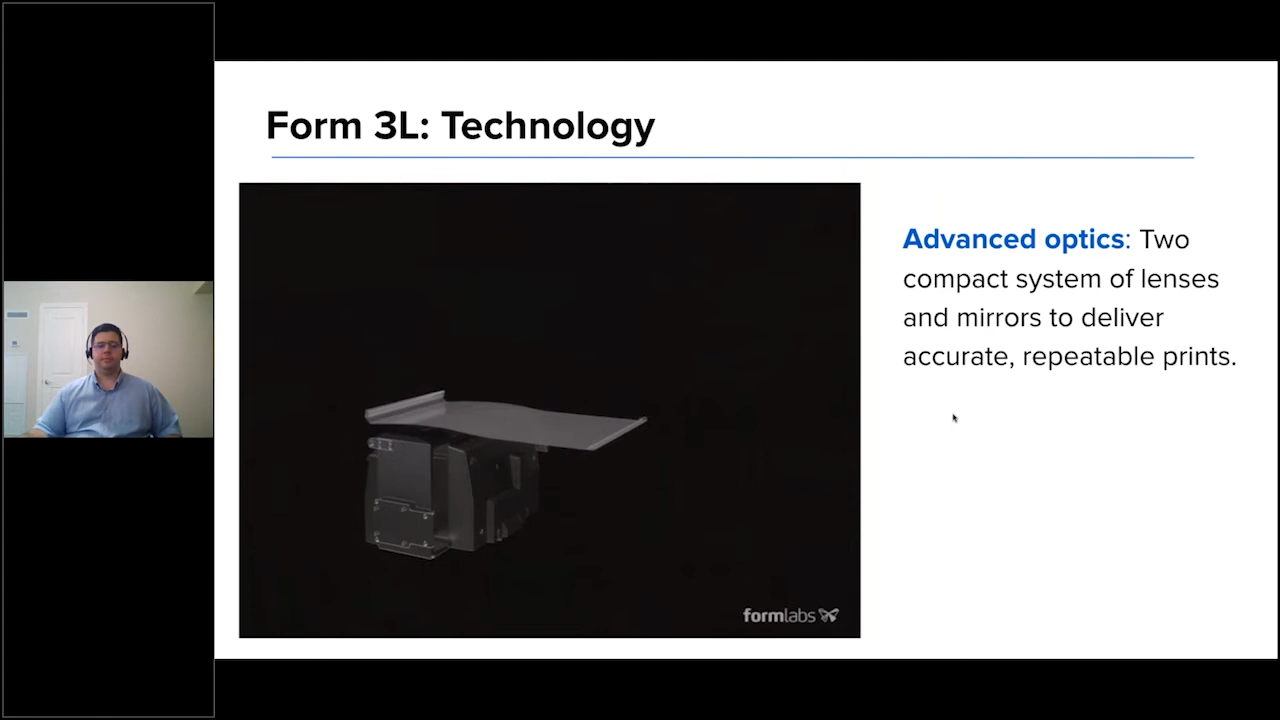 Form 3L: Technology
Advanced optics: Two
compact system of lenses
and mirrors to deliver
accurate, repeatable prints.
formlabs